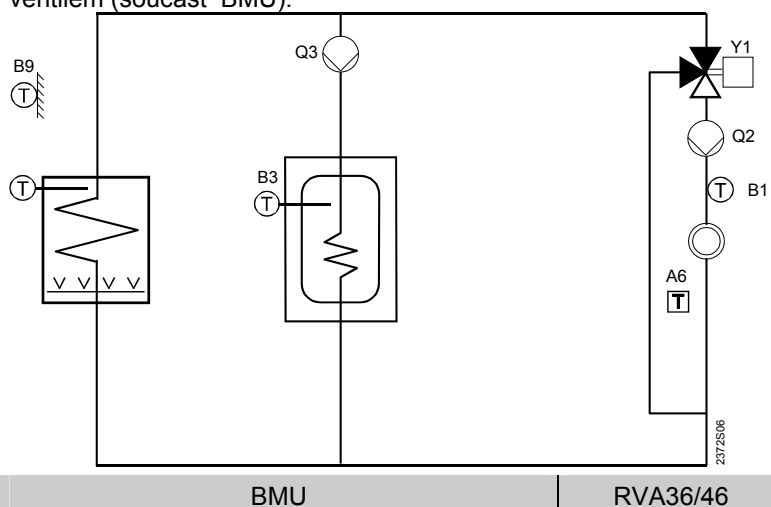 ventilem (součást BMU).
Q3
Y1
B9
T
Q2
B3
T
T
T
B1
A6
T
2372S06
BMU
RVA36/46